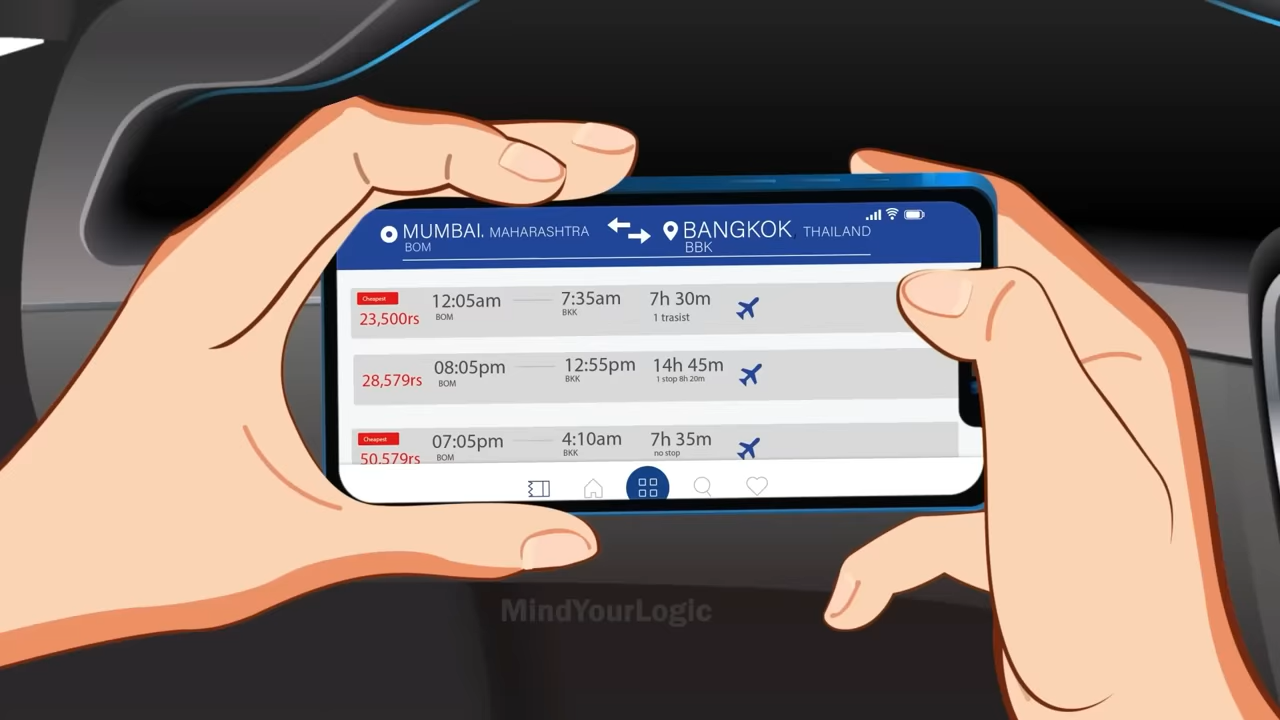 MUMBAI. MAHARASHTRA BANGKOK THAILAND
BOM BBK
Cheapest 12:05am 7:35am 7h 30m
23,500rs BOM BKK 1 trasist
08:05pm 12:55pm 14h 45m
28,579rs BOM BKK 1 stop 8h 20m
Cheapest 07:05pm 4:10am 7h 35m
50,579rs BOM BKK no stop
MindYourLogic